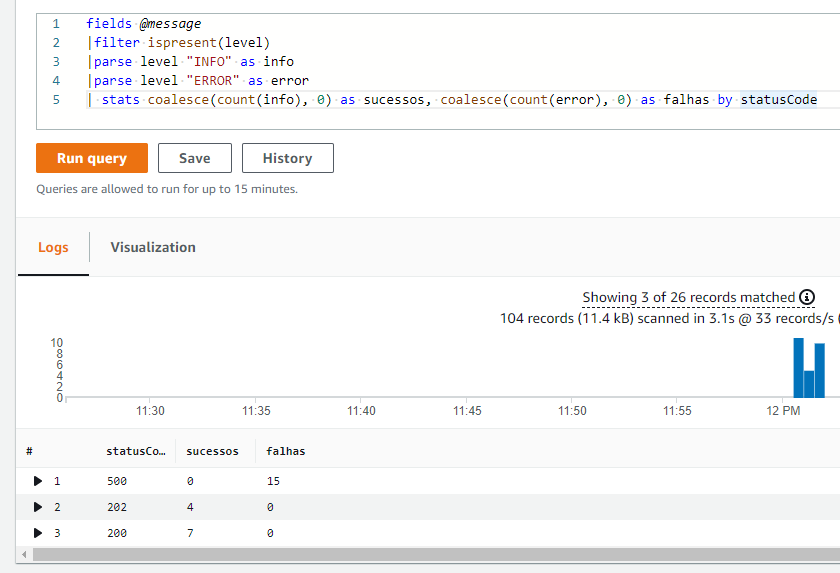 1 fields @message
2 |filter ispresent(level)
3 |parse level "INFO" as info
4 |parse level "ERROR" as error
5 | stats coalesce(count(info), 0) as sucessos, coalesce(count(error), 0) as falhas by statusCode
Run query Save History
Queries are allowed to run for up to 15 minutes.
Logs Visualization
Showing 3 of 26 records matched
104 records (11.4 kB) scanned in 3.1s @ 33 records/s (
10
8
6
4
2
0
11:30 11:35 11:40 11:45 11:50 11:55 12 PM
# statusCo… sucessos falhas
1 500 0 15
2 202 4 0
3 200 7 0